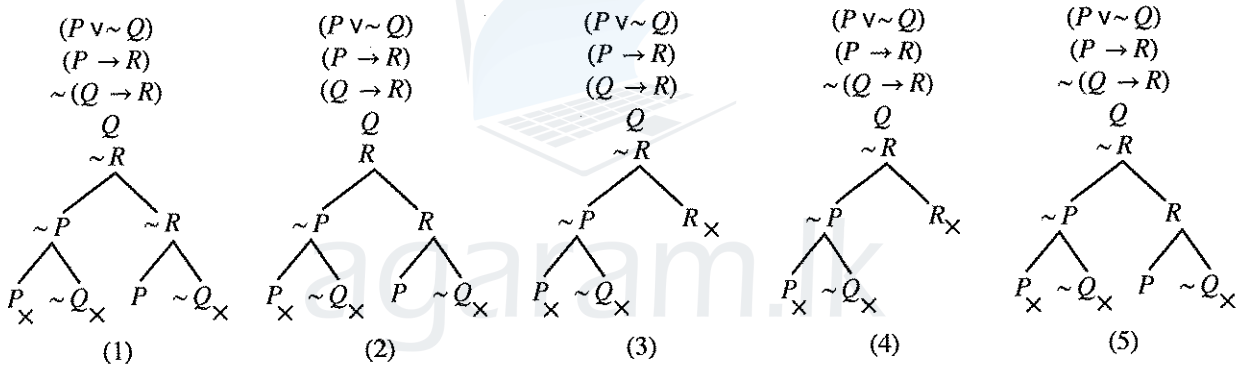 (P ∨ ~ Q) (P ∨ ~ Q) (P ∨ ~ Q) (P ∨ ~ Q) (P ∨ ~ Q)
(P → R) (P → R) (P → R) (P → R) (P → R)
~ (Q → R) (Q → R) (Q → R) ~ (Q → R) ~ (Q → R)
Q Q Q Q Q
~ R R ~ R ~ R ~ R
~ P ~ R ~ P R ~ P R × ~ P R × ~ P R
P × ~ Q × P ~ Q × P × ~ Q × P ~ Q × P × ~ Q × P × ~ Q × P × ~ Q × P ~ Q ×
(1) (2) (3) (4) (5)
agaram.lk